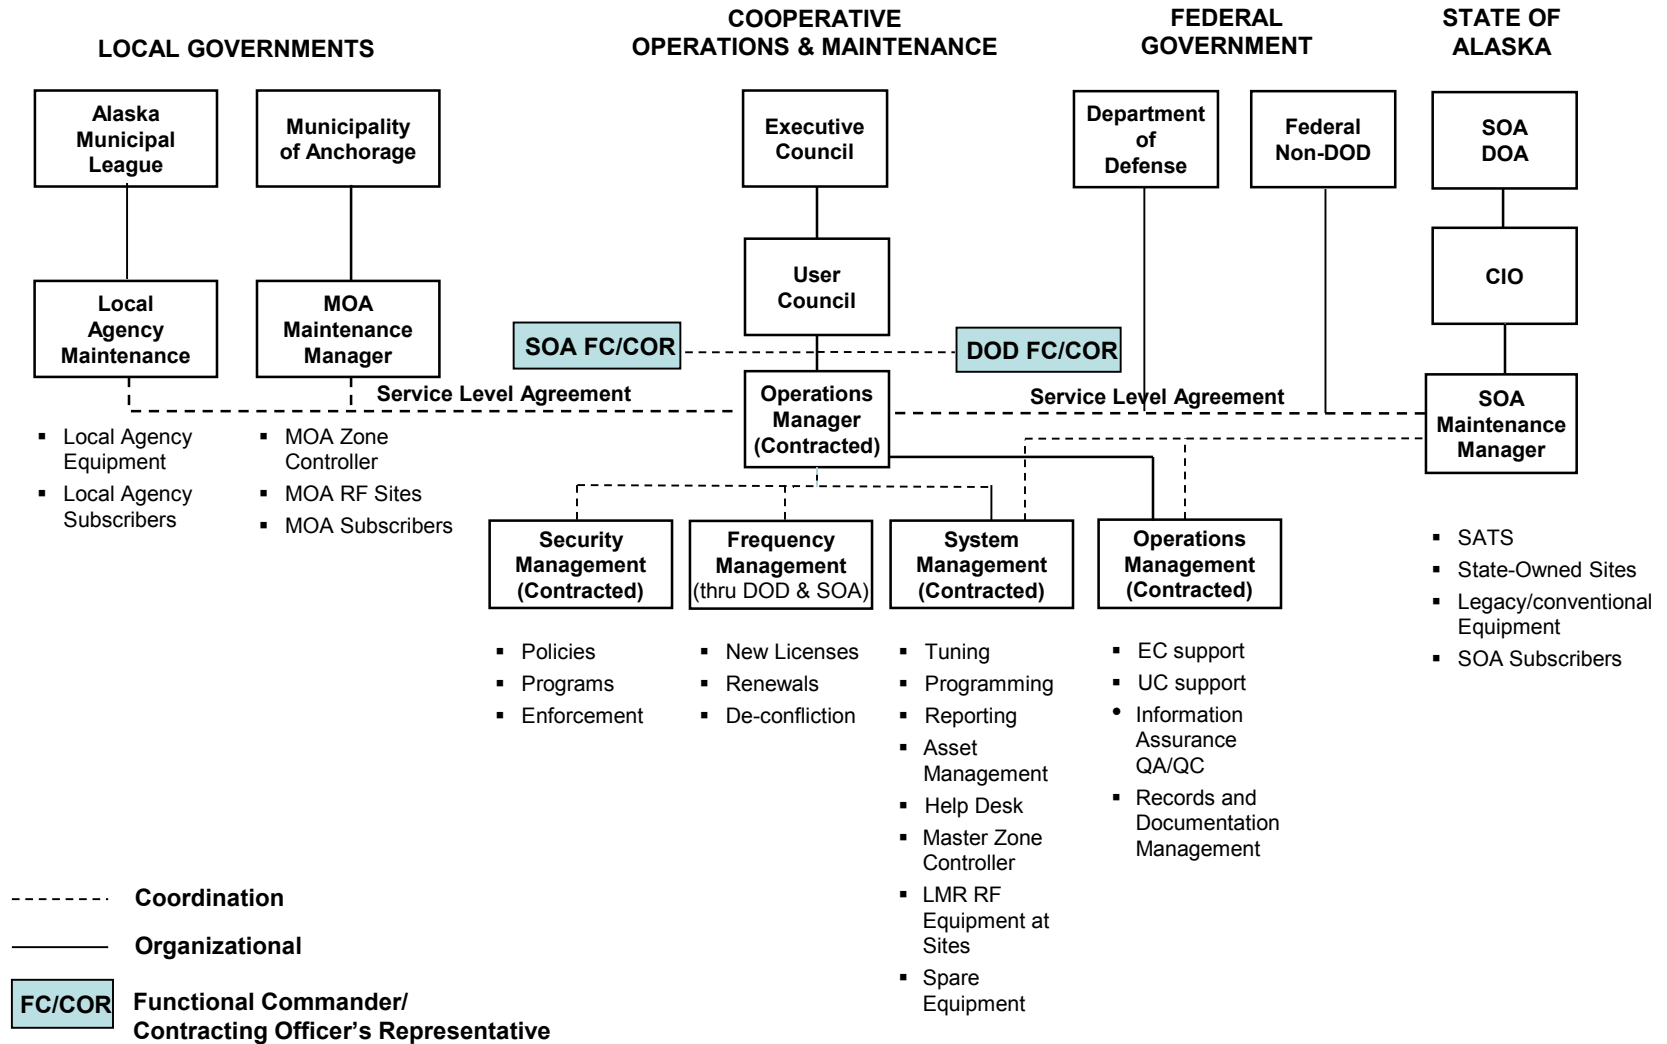 LOCAL GOVERNMENTS
COOPERATIVE
OPERATIONS & MAINTENANCE
FEDERAL
GOVERNMENT
STATE OF
ALASKA
Alaska
Municipal
League
Municipality
of Anchorage
Executive
Council
Department
of
Defense
Federal
Non-DOD
SOA
DOA
User
Council
CIO
Local
Agency
Maintenance
MOA
Maintenance
Manager
SOA FC/COR
DOD FC/COR
Service Level Agreement
Operations
Manager
(Contracted)
Service Level Agreement
SOA
Maintenance
Manager
▪ Local Agency
Equipment
▪ Local Agency
Subscribers
▪ MOA Zone
Controller
▪ MOA RF Sites
▪ MOA Subscribers
Security
Management
(Contracted)
Frequency
Management
(thru DOD & SOA)
System
Management
(Contracted)
Operations
Management
(Contracted)
▪ SATS
▪ State-Owned Sites
▪ Legacy/conventional
Equipment
▪ SOA Subscribers
▪ Policies
▪ Programs
▪ Enforcement
▪ New Licenses
▪ Renewals
▪ De-confliction
▪ Tuning
▪ Programming
▪ Reporting
▪ Asset
Management
▪ Help Desk
▪ Master Zone
Controller
▪ LMR RF
Equipment at
Sites
▪ Spare
Equipment
▪ EC support
▪ UC support
• Information
Assurance
QA/QC
▪ Records and
Documentation
Management
Coordination
Organizational
FC/COR
Functional Commander/
Contracting Officer’s Representative